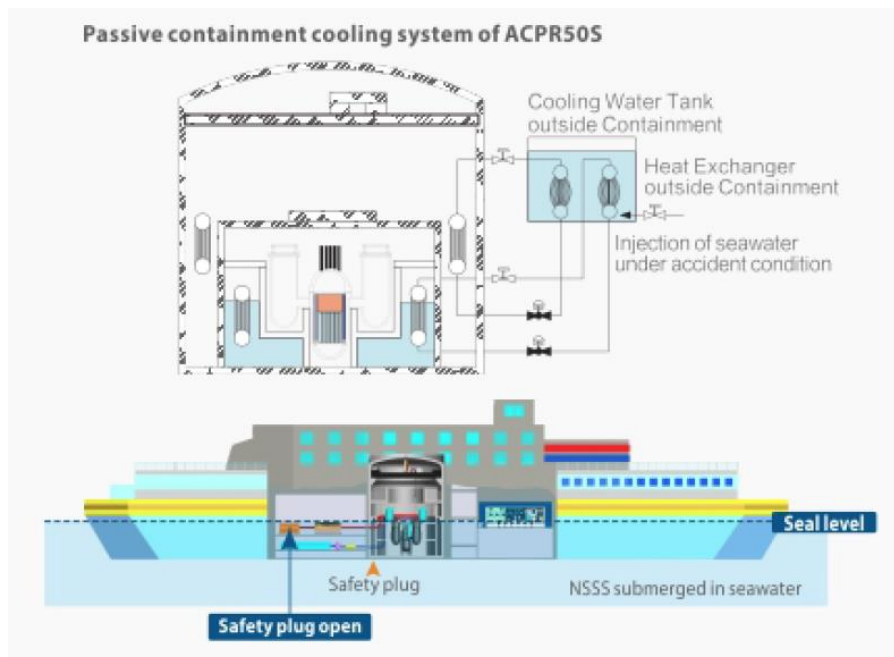 Passive containment cooling system of ACPR50S
Cooling Water Tank
outside Containment
Heat Exchanger
outside Containment
Injection of seawater
under accident condition
Seal level
Safety plug
NSSS submerged in seawater
Safety plug open